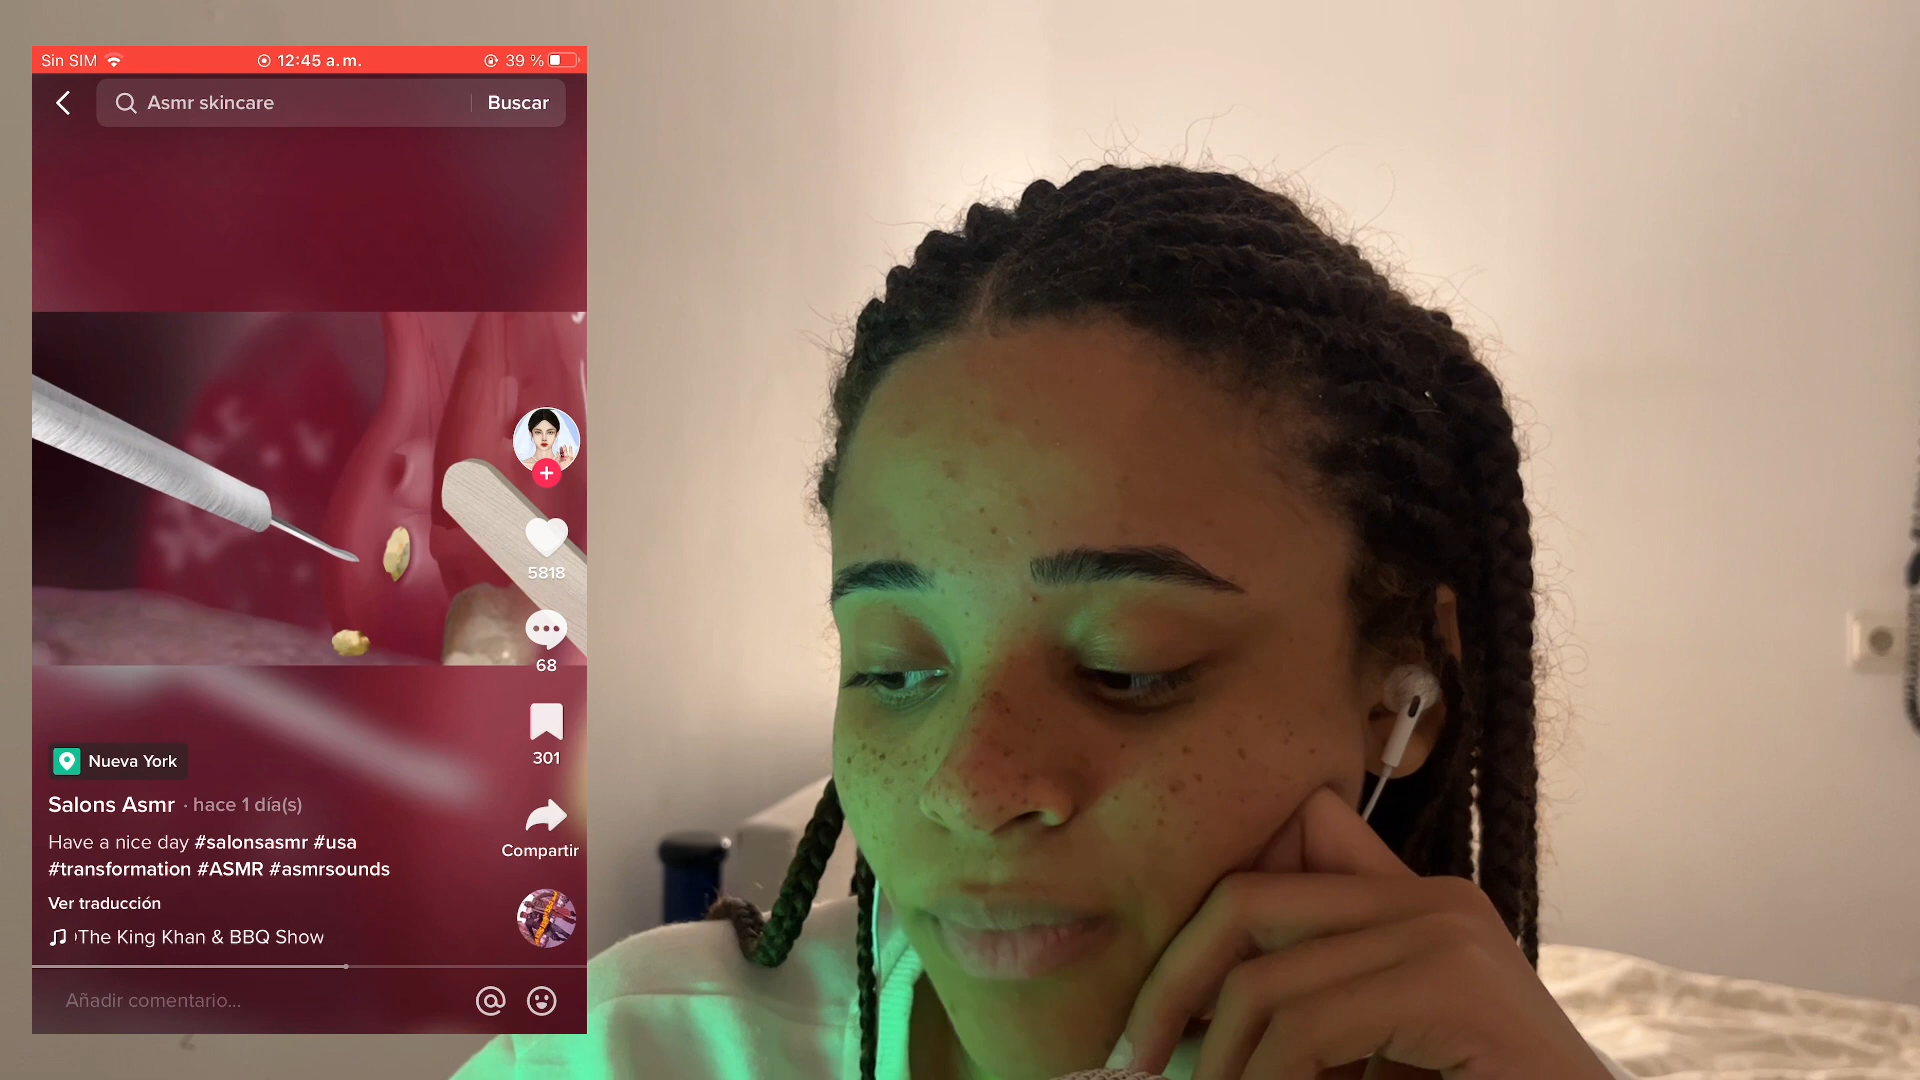 Sin SIM 12:45 a. m. 39 %
Asmr skincare Buscar
5818
68
301
Nueva York
Salons Asmr · hace 1 día(s)
Have a nice day #salonsasmr #usa
Compartir
#transformation #ASMR #asmrsounds
Ver traducción
The King Khan & BBQ Show
Añadir comentario...